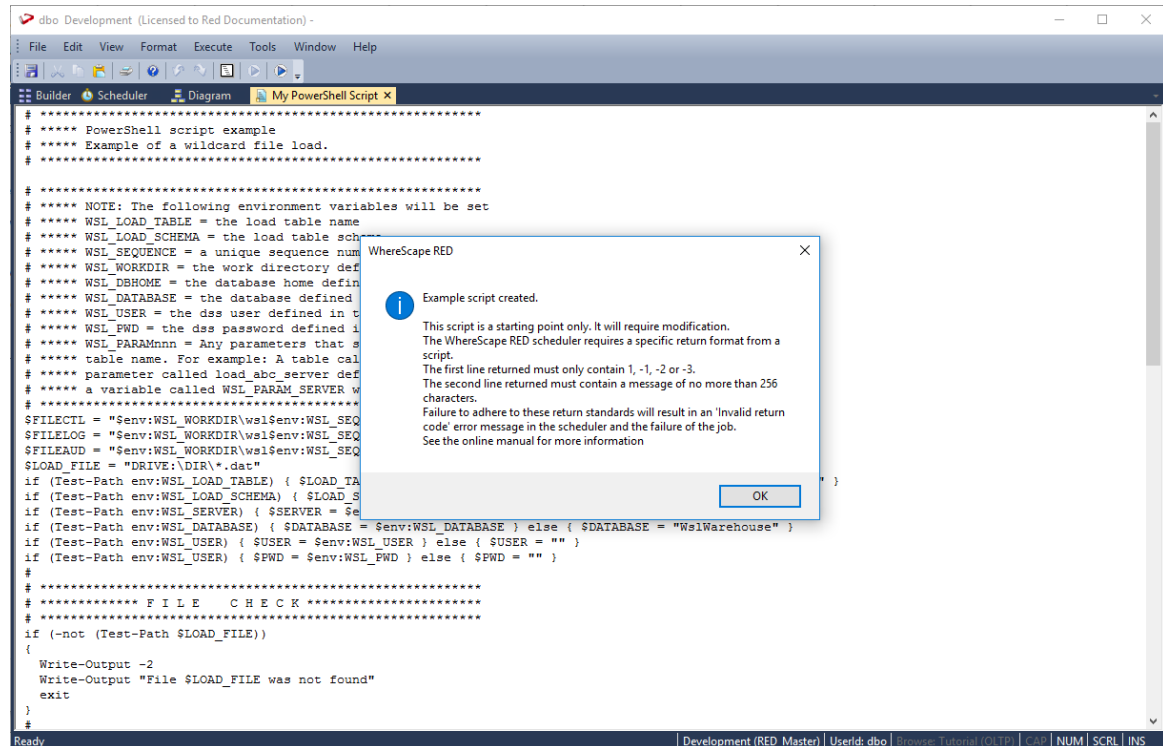 dbo Development (Licensed to Red Documentation) -
File Edit View Format Execute Tools Window Help
Builder Scheduler Diagram My PowerShell Script
# **********************************************************
# ***** PowerShell script example
# ***** Example of a wildcard file load.
# **********************************************************
# **********************************************************
# ***** NOTE: The following environment variables will be set
# ***** WSL_LOAD_TABLE = the load table name
# ***** WSL_LOAD_SCHEMA = the load table schema
# ***** WSL_SEQUENCE = a unique sequence num
# ***** WSL_WORKDIR = the work directory def
# ***** WSL_DBHOME = the database home defin
# ***** WSL_DATABASE = the database defined
# ***** WSL_USER = the dss user defined in t
# ***** WSL_PWD = the dss password defined i
# ***** WSL_PARAMnnn = Any parameters that s
# ***** table name. For example: A table cal
# ***** parameter called load_abc_server def
# ***** a variable called WSL_PARAM_SERVER w
# ******************************************
$FILECTL = "$env:WSL_WORKDIR\wsl$env:WSL_SEQ
$FILELOG = "$env:WSL_WORKDIR\wsl$env:WSL_SEQ
$FILEAUD = "$env:WSL_WORKDIR\wsl$env:WSL_SEQ
$LOAD_FILE = "DRIVE:\DIR\*.dat"
if (Test-Path env:WSL_LOAD_TABLE) { $LOAD_TA " }
if (Test-Path env:WSL_LOAD_SCHEMA) { $LOAD_S
if (Test-Path env:WSL_SERVER) { $SERVER = $e
if (Test-Path env:WSL_DATABASE) { $DATABASE = $env:WSL_DATABASE } else { $DATABASE = "WslWarehouse" }
if (Test-Path env:WSL_USER) { $USER = $env:WSL_USER } else { $USER = "" }
if (Test-Path env:WSL_USER) { $PWD = $env:WSL_PWD } else { $PWD = "" }
#
# **********************************************************
# ************* F I L E C H E C K ***********************
# **********************************************************
if (-not (Test-Path $LOAD_FILE))
{
Write-Output -2
Write-Output "File $LOAD_FILE was not found"
exit
}
#
WhereScape RED
Example script created.
This script is a starting point only. It will require modification.
The WhereScape RED scheduler requires a specific return format from a
script.
The first line returned must only contain 1, -1, -2 or -3.
The second line returned must contain a message of no more than 256
characters.
Failure to adhere to these return standards will result in an 'Invalid return
code' error message in the scheduler and the failure of the job.
See the online manual for more information
OK
Ready Development (RED_Master) UserId: dbo Browse: Tutorial (OLTP) CAP NUM SCRL INS